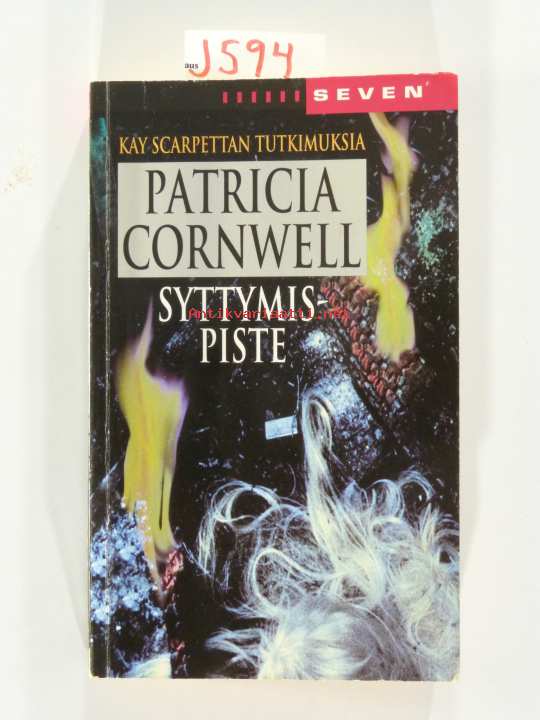 aus
J594
SEVEN
KAY SCARPETTAN TUTKIMUKSIA
PATRICIA
CORNWELL
SYTTYMIS-
Antikvariaatti.net
PISTE